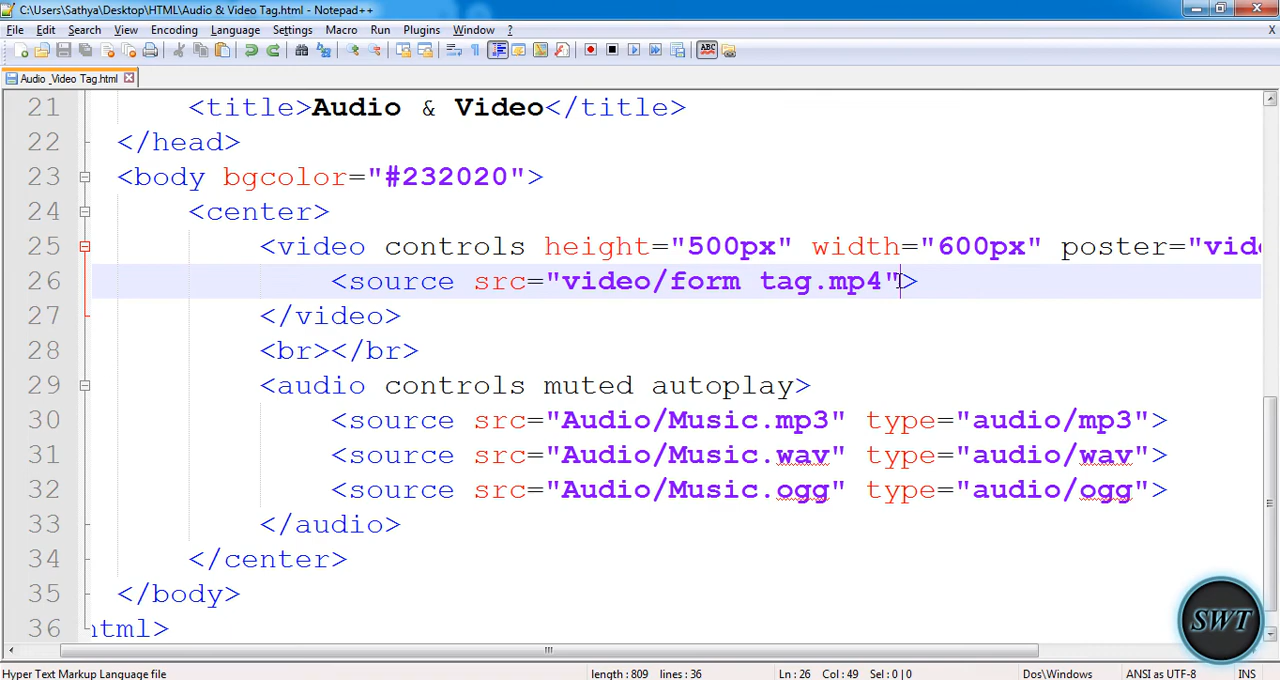 C:\Users\Sathya\Desktop\HTML\Audio & Video Tag.html - Notepad++
File Edit Search View Encoding Language Settings Macro Run Plugins Window ? X
ABC
Audio _Video Tag.html
21 <title>Audio & Video</title>
22 </head>
23 <body bgcolor="#232020">
24 <center>
25 <video controls height="500px" width="600px" poster="vide
26 <source src="video/form tag.mp4">
27 </video>
28 <br></br>
29 <audio controls muted autoplay>
30 <source src="Audio/Music.mp3" type="audio/mp3">
31 <source src="Audio/Music.wav" type="audio/wav">
32 <source src="Audio/Music.ogg" type="audio/ogg">
33 </audio>
34 </center>
35 </body>
36 html>
SWT
Hyper Text Markup Language file length : 809 lines : 36 Ln : 26 Col : 49 Sel : 0 | 0 Dos\Windows ANSI as UTF-8 INS